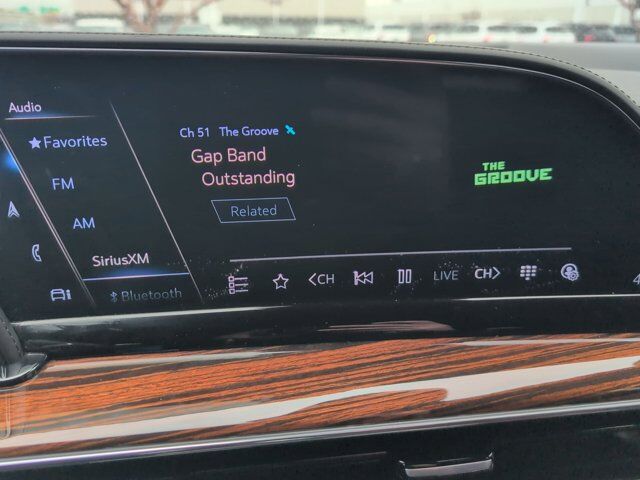 Audio
Favorites
FM
AM
SiriusXM
Bluetooth
Ch 51 The Groove
Gap Band
Outstanding
Related
THE
GROOVE
<CH
LIVE
CH>
4